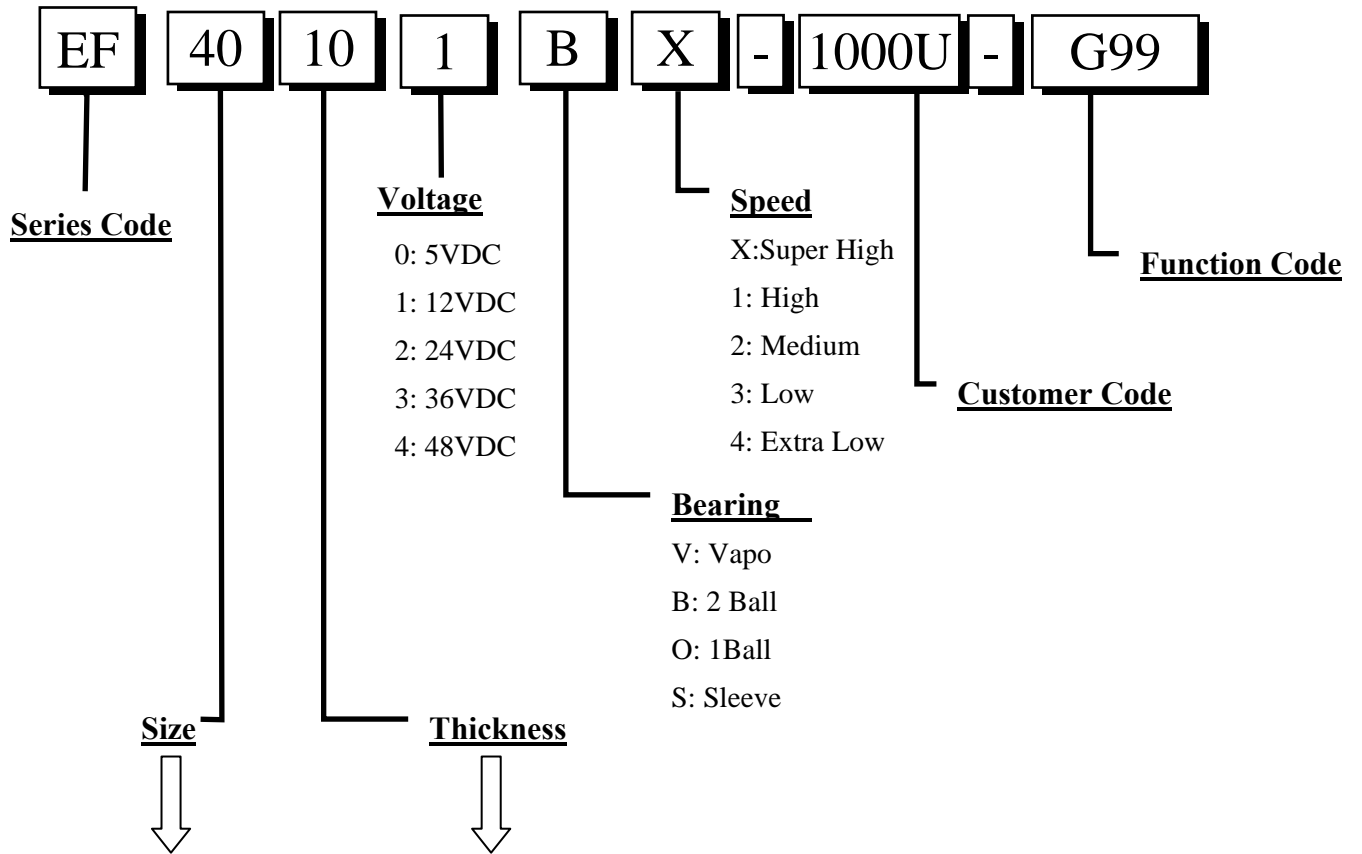 EF 40 10 1 B X - 1000U - G99
Series Code
Voltage
0: 5VDC
1: 12VDC
2: 24VDC
3: 36VDC
4: 48VDC
Speed
X:Super High
1: High
2: Medium
3: Low
4: Extra Low
Function Code
Customer Code
Bearing
V: Vapo
B: 2 Ball
O: 1Ball
S: Sleeve
Size
Thickness